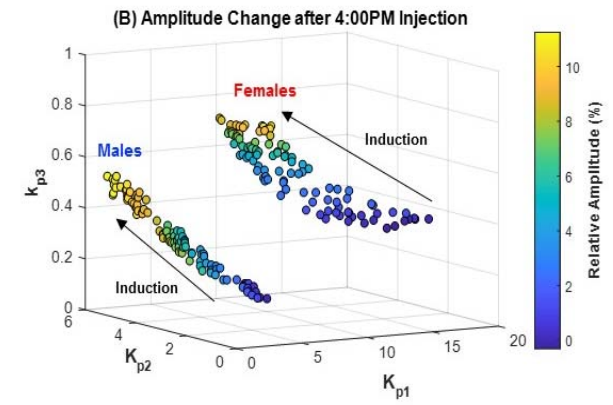 (B) Amplitude Change after 4:00PM Injection
1
0.8
0.6
0.4
0.2
0
k_p3
Females
Males
Induction
Induction
6
4
2
0
K_p2
0
5
10
15
20
K_p1
10
8
6
4
2
0
Relative Amplitude (%)